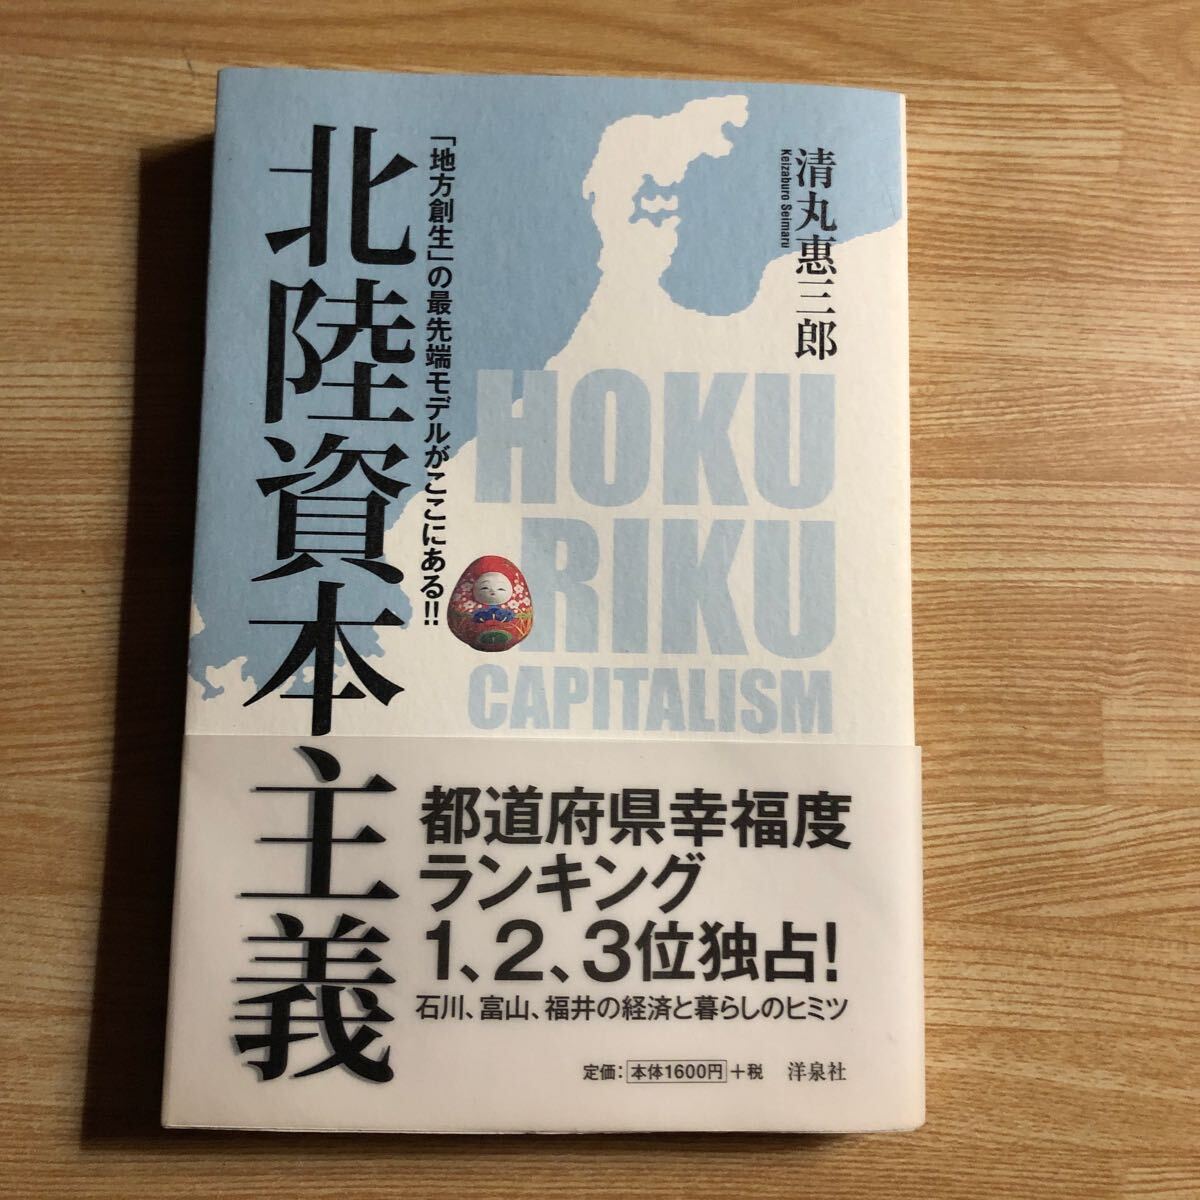 清丸惠三郎
Keizaburo Seimaru
「地方創生」の最先端モデルがここにある!!
北陸資本主義
HOKU
RIKU
CAPITALISM
都道府県幸福度
ランキング
1、2、3位独占!
石川、富山、福井の経済と暮らしのヒミツ
定価: 本体1600円 +税 洋泉社